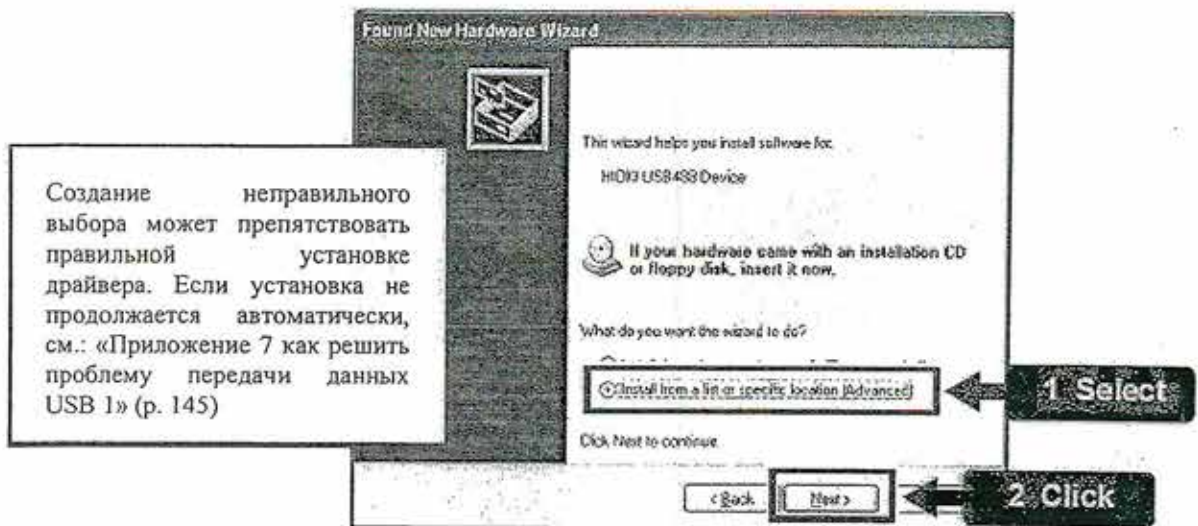 Found New Hardware Wizard
This wizard helps you install software for:
HIOKI USB488 Device
If your hardware came with an installation CD
or floppy disk, insert it now.
What do you want the wizard to do?
Install from a list or specific location (Advanced)
Click Next to continue.
< Back
Next >
1 Select
2 Click
Создание неправильного
выбора может препятствовать
правильной установке
драйвера. Если установка не
продолжается автоматически,
см.: «Приложение 7 как решить
проблему передачи данных
USB 1» (р. 145)